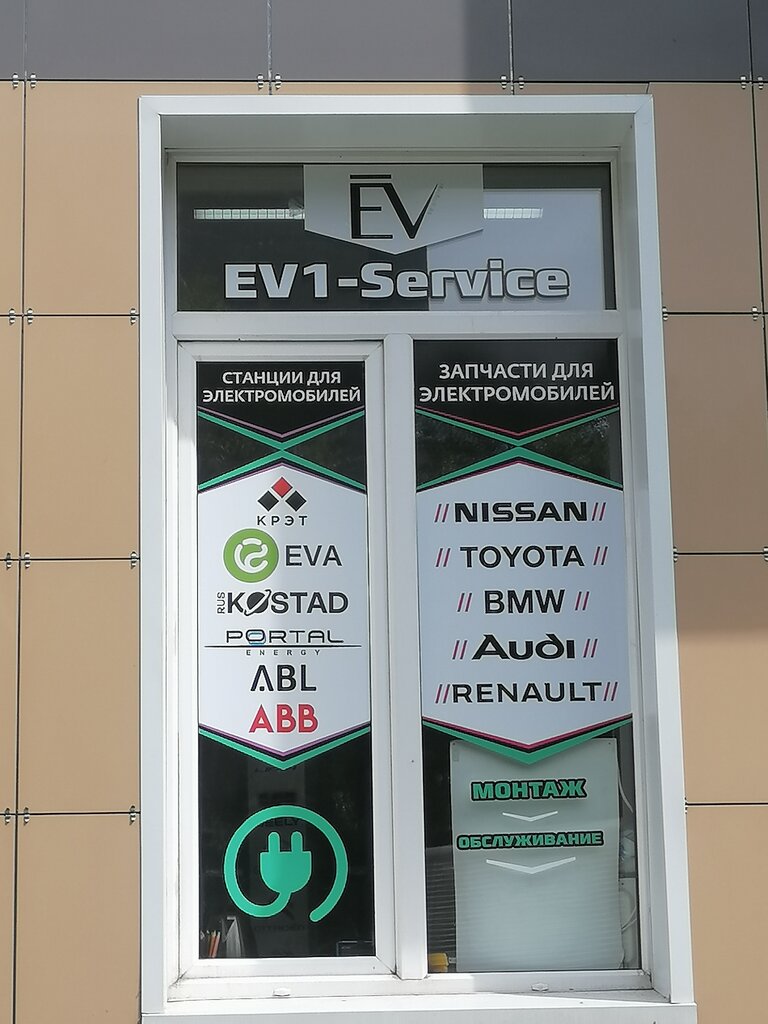 EV
EV1-Service
СТАНЦИИ ДЛЯ
ЭЛЕКТРОМОБИЛЕЙ
КРЭТ
EVA
RUS KOSTAD
PORTAL
ENERGY
ABL
ABB
ЗАПЧАСТИ ДЛЯ
ЭЛЕКТРОМОБИЛЕЙ
//NISSAN//
// TOYOTA //
// BMW //
// Audi //
//RENAULT//
МОНТАЖ
ОБСЛУЖИВАНИЕ